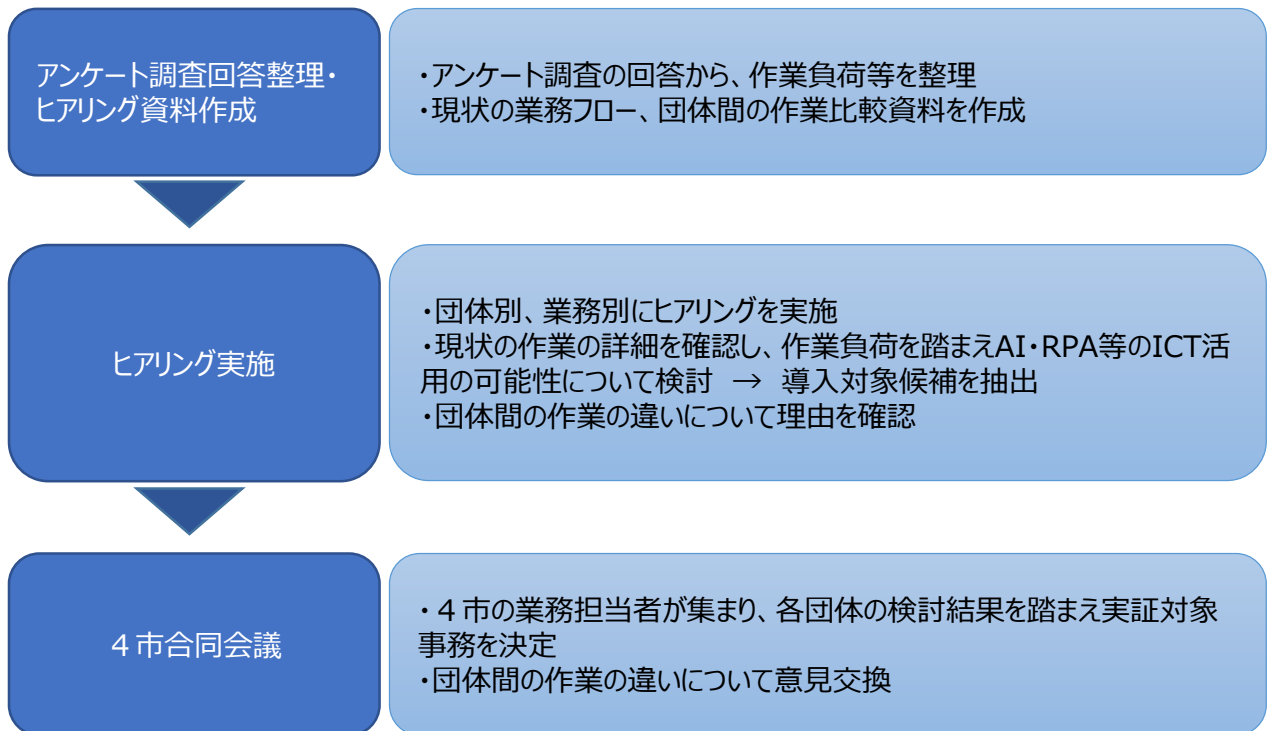 アンケート調査回答整理・
ヒアリング資料作成
・アンケート調査の回答から、作業負荷等を整理
・現状の業務フロー、団体間の作業比較資料を作成
ヒアリング実施
・団体別、業務別にヒアリングを実施
・現状の作業の詳細を確認し、作業負荷を踏まえAI・RPA等のICT活
用の可能性について検討　→　導入対象候補を抽出
・団体間の作業の違いについて理由を確認
４市合同会議
・４市の業務担当者が集まり、各団体の検討結果を踏まえ実証対象
事務を決定
・団体間の作業の違いについて意見交換